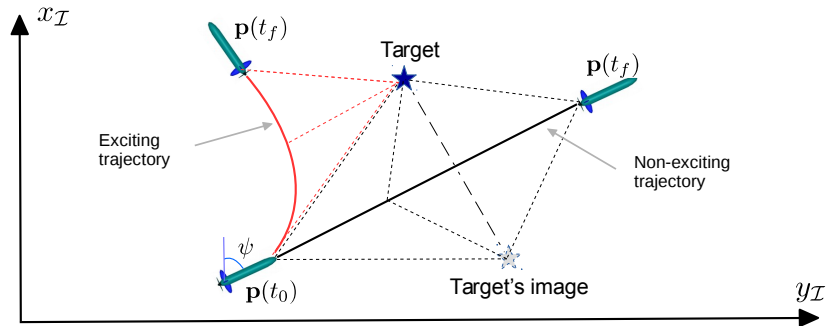 x_ℐ
p(t_f)
Target
p(t_f)
Exciting
trajectory
Non-exciting
trajectory
ψ
p(t_0)
Target's image
y_ℐ